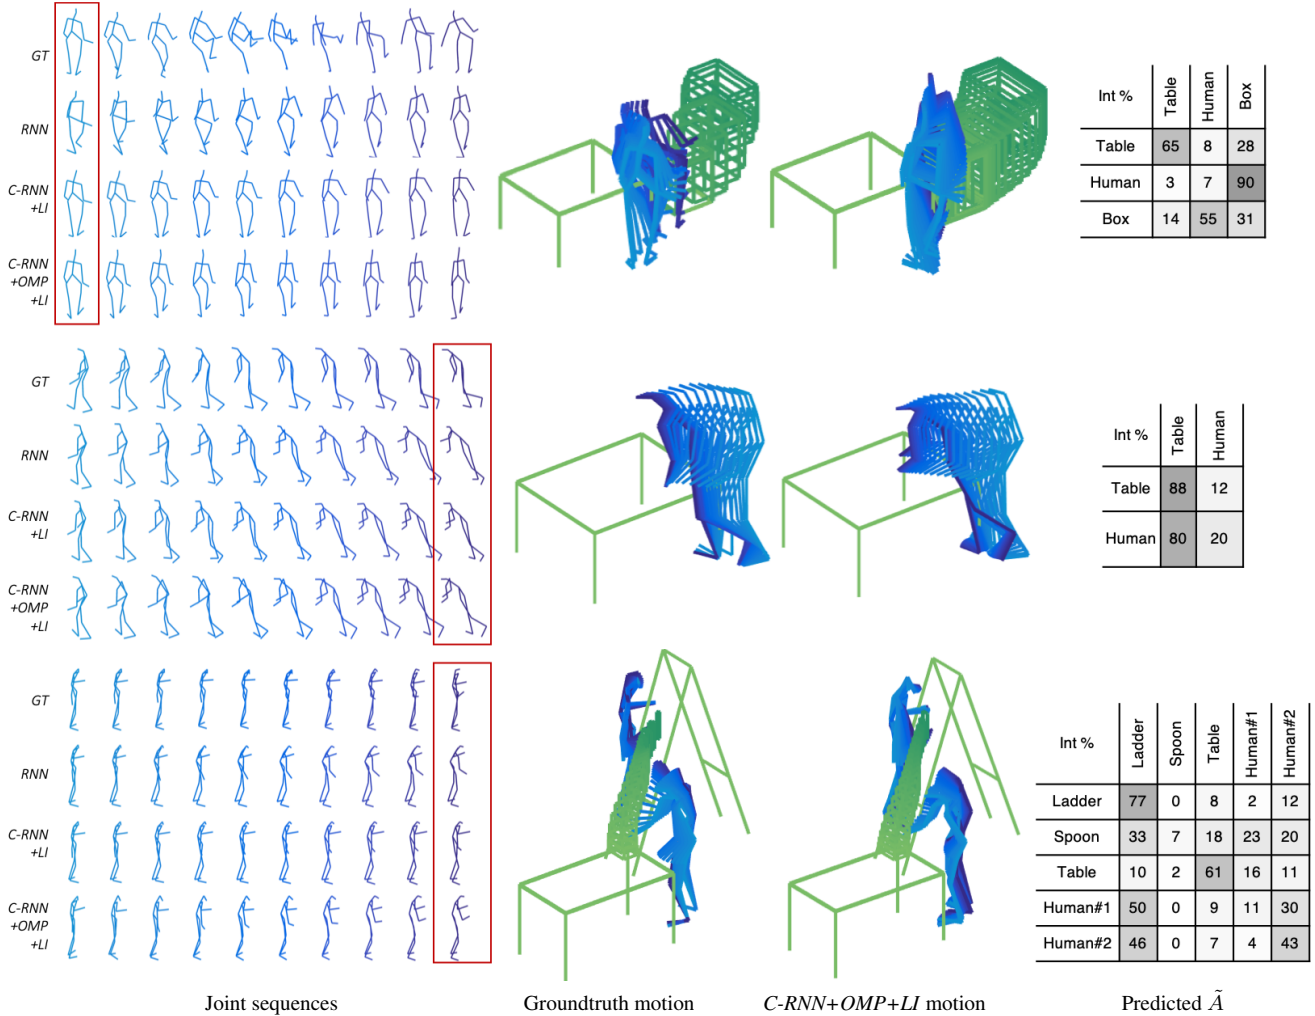 GT
RNN
C-RNN
+LI
C-RNN
+OMP
+LI
Int % Table Human Box
Table 65 8 28
Human 3 7 90
Box 14 55 31
GT
RNN
C-RNN
+LI
C-RNN
+OMP
+LI
Int % Table Human
Table 88 12
Human 80 20
GT
RNN
C-RNN
+LI
C-RNN
+OMP
+LI
Int % Ladder Spoon Table Human#1 Human#2
Ladder 77 0 8 2 12
Spoon 33 7 18 23 20
Table 10 2 61 16 11
Human#1 50 0 9 11 30
Human#2 46 0 7 4 43
Joint sequences
Groundtruth motion
C-RNN+OMP+LI motion
Predicted Ã